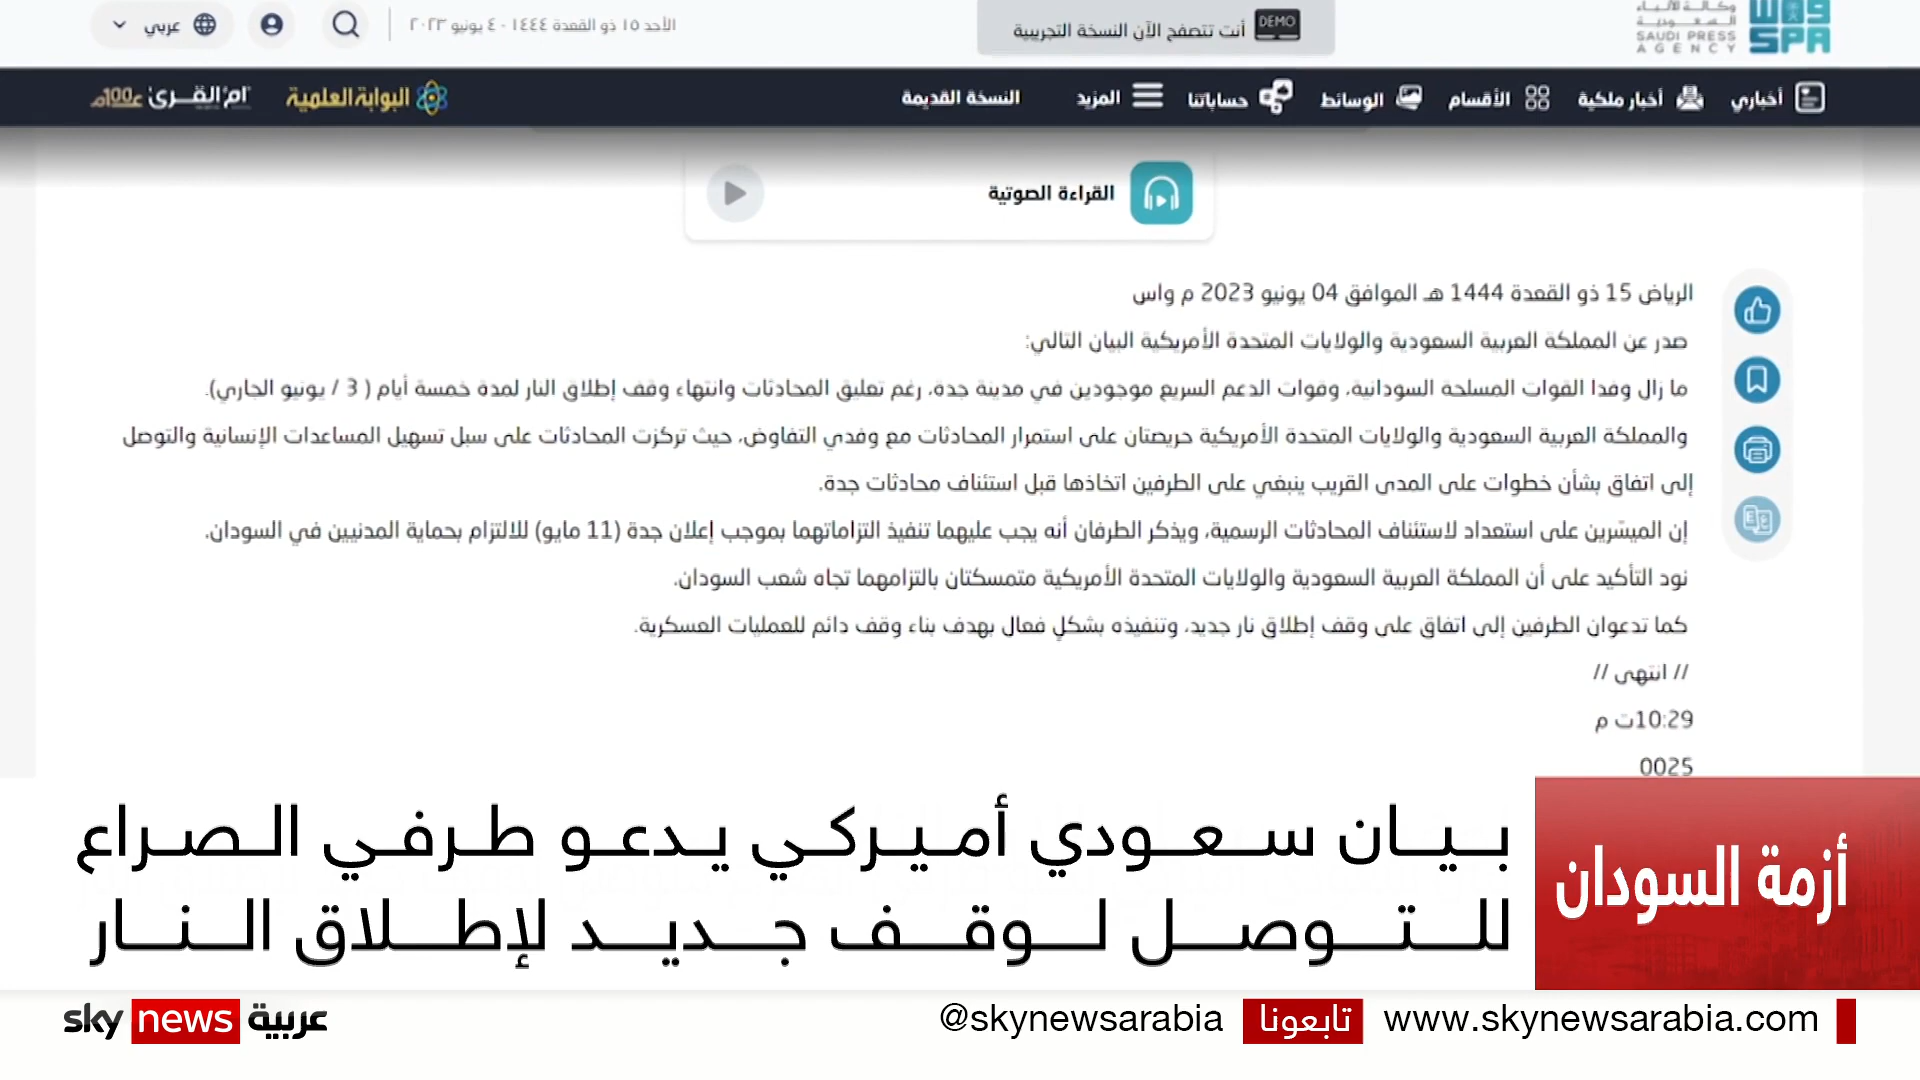 وكالة الأنباء
السعودية
SAUDI PRESS
AGENCY
واس
SPA
DEMO
أنت تتصفح الآن النسخة التجريبية
الأحد ١٥ ذو القعدة ١٤٤٤ - ٤ يونيو ٢٠٢٣
عربي
أخباري
أخبار ملكية
الأقسام
الوسائط
حساباتنا
المزيد
النسخة القديمة
البوابة العلمية
أم القرى 100
القراءة الصوتية
الرياض 15 ذو القعدة 1444 هـ الموافق 04 يونيو 2023 م واس
صدر عن المملكة العربية السعودية والولايات المتحدة الأمريكية البيان التالي:
ما زال وفدا القوات المسلحة السودانية، وقوات الدعم السريع موجودين في مدينة جدة، رغم تعليق المحادثات وانتهاء وقف إطلاق النار لمدة خمسة أيام ( 3 / يونيو الجاري).
والمملكة العربية السعودية والولايات المتحدة الأمريكية حريصتان على استمرار المحادثات مع وفدي التفاوض، حيث تركزت المحادثات على سبل تسهيل المساعدات الإنسانية والتوصل
إلى اتفاق بشأن خطوات على المدى القريب ينبغي على الطرفين اتخاذها قبل استئناف محادثات جدة.
إن الميسّرين على استعداد لاستئناف المحادثات الرسمية، ويذكر الطرفان أنه يجب عليهما تنفيذ التزاماتهما بموجب إعلان جدة (11 مايو) للالتزام بحماية المدنيين في السودان.
نود التأكيد على أن المملكة العربية السعودية والولايات المتحدة الأمريكية متمسكتان بالتزامهما تجاه شعب السودان.
كما تدعوان الطرفين إلى اتفاق على وقف إطلاق نار جديد، وتنفيذه بشكلٍ فعال بهدف بناء وقف دائم للعمليات العسكرية.
// انتهى //
10:29ت م
0025
أزمة السودان
بيان سعودي أميركي يدعو طرفي الصراع
للتوصل لوقف جديد لإطلاق النار
sky news عربية
@skynewsarabia تابعونا www.skynewsarabia.com